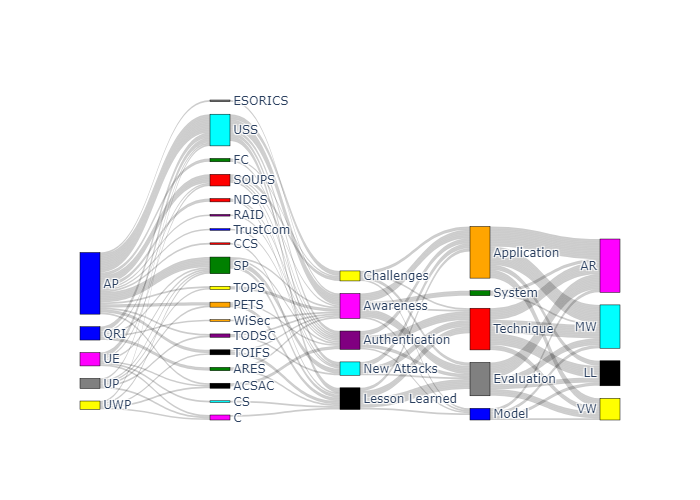 AP
QRI
UE
UP
UWP
ESORICS
USS
FC
SOUPS
NDSS
RAID
TrustCom
CCS
SP
TOPS
PETS
WiSec
TODSC
TOIFS
ARES
ACSAC
CS
C
Challenges
Awareness
Authentication
New Attacks
Lesson Learned
Application
System
Technique
Evaluation
Model
AR
MW
LL
VW